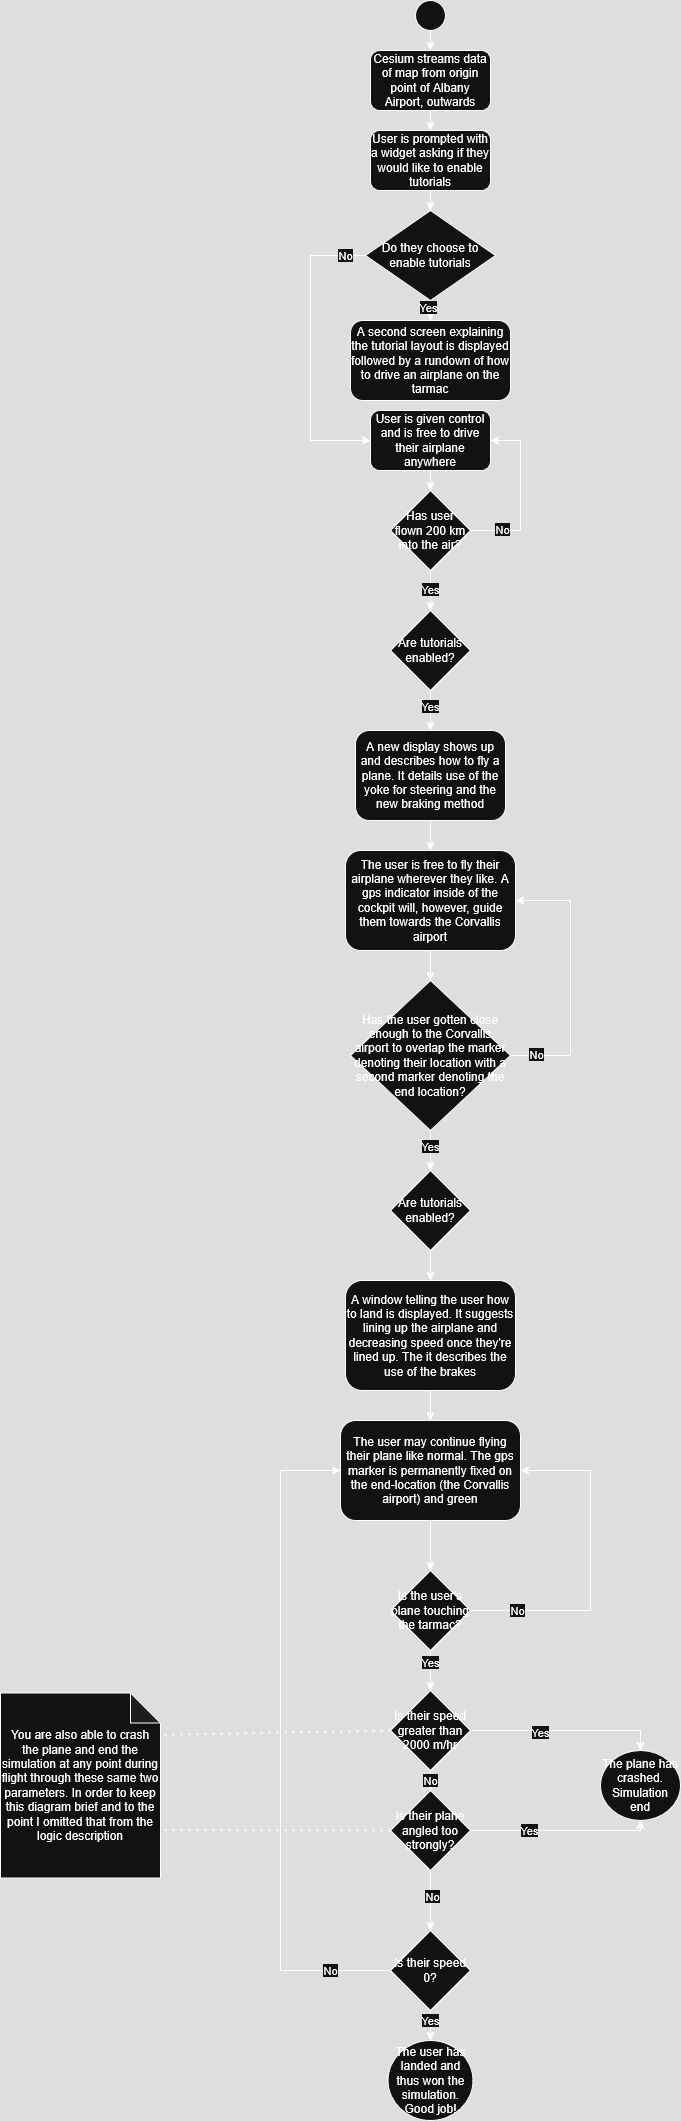 Cesium streams data
of map from origin
point of Albany
Airport, outwards
User is prompted with
a widget asking if they
would like to enable
tutorials
Do they choose to
enable tutorials
No
Yes
A second screen explaining
the tutorial layout is displayed
followed by a rundown of how
to drive an airplane on the
tarmac
User is given control
and is free to drive
their airplane
anywhere
Has user
flown 200 km
into the air?
No
Yes
Are tutorials
enabled?
Yes
A new display shows up
and describes how to fly a
plane. It details use of the
yoke for steering and the
new braking method
The user is free to fly their
airplane wherever they like. A
gps indicator inside of the
cockpit will, however, guide
them towards the Corvallis
airport
Has the user gotten close
enough to the Corvallis
airport to overlap the marker
denoting their location with a
second marker denoting the
end location?
No
Yes
Are tutorials
enabled?
A window telling the user how
to land is displayed. It suggests
lining up the airplane and
decreasing speed once they're
lined up. The it describes the
use of the brakes
The user may continue flying
their plane like normal. The gps
marker is permanently fixed on
the end-location (the Corvallis
airport) and green
Is the user's
plane touching
the tarmac?
No
Yes
Is their speed
greater than
2000 m/hr
Yes
No
You are also able to crash
the plane and end the
simulation at any point during
flight through these same two
parameters. In order to keep
this diagram brief and to the
point I omitted that from the
logic description
The plane has
crashed.
Simulation
end
Is their plane
angled too
strongly?
Yes
No
Is their speed
0?
No
Yes
The user has
landed and
thus won the
simulation.
Good job!